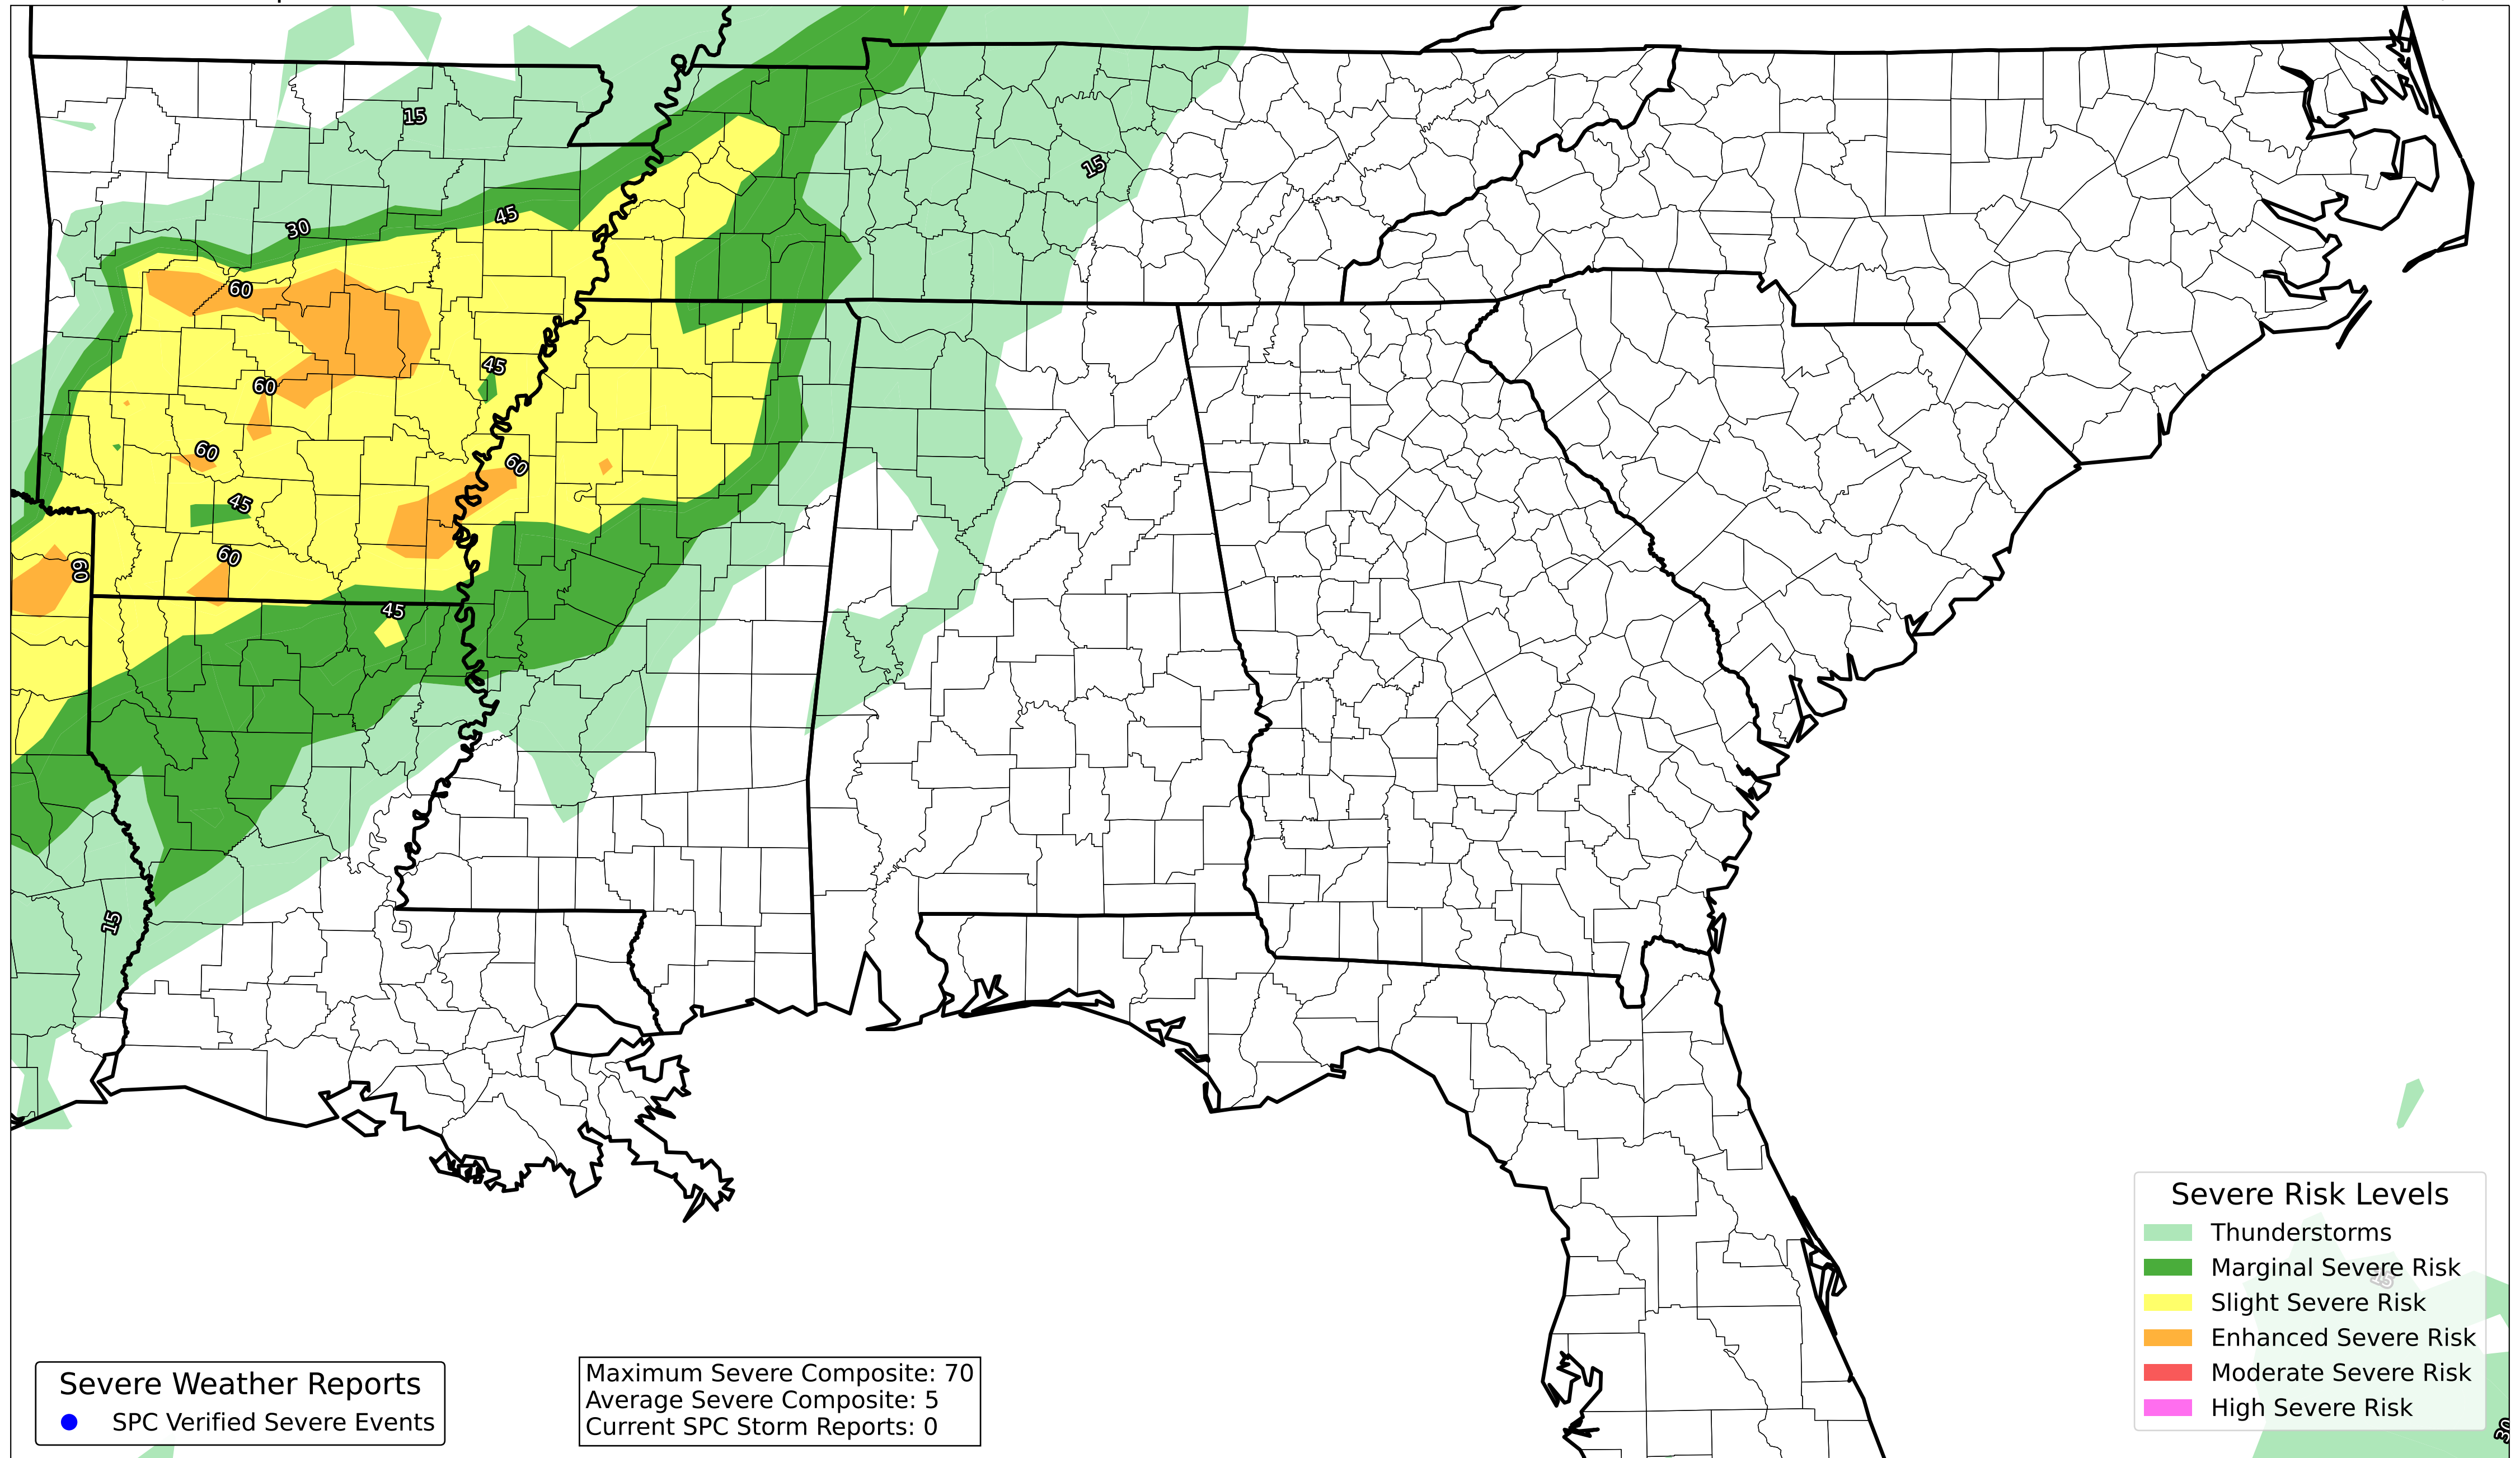 15
15
30
45
60
45
60
60
60
45
60
60
45
15
Severe Risk Levels
Thunderstorms
45
Marginal Severe Risk
Slight Severe Risk
Enhanced Severe Risk
Moderate Severe Risk
High Severe Risk
30
Maximum Severe Composite: 70
Average Severe Composite: 5
Current SPC Storm Reports: 0
Severe Weather Reports
SPC Verified Severe Events